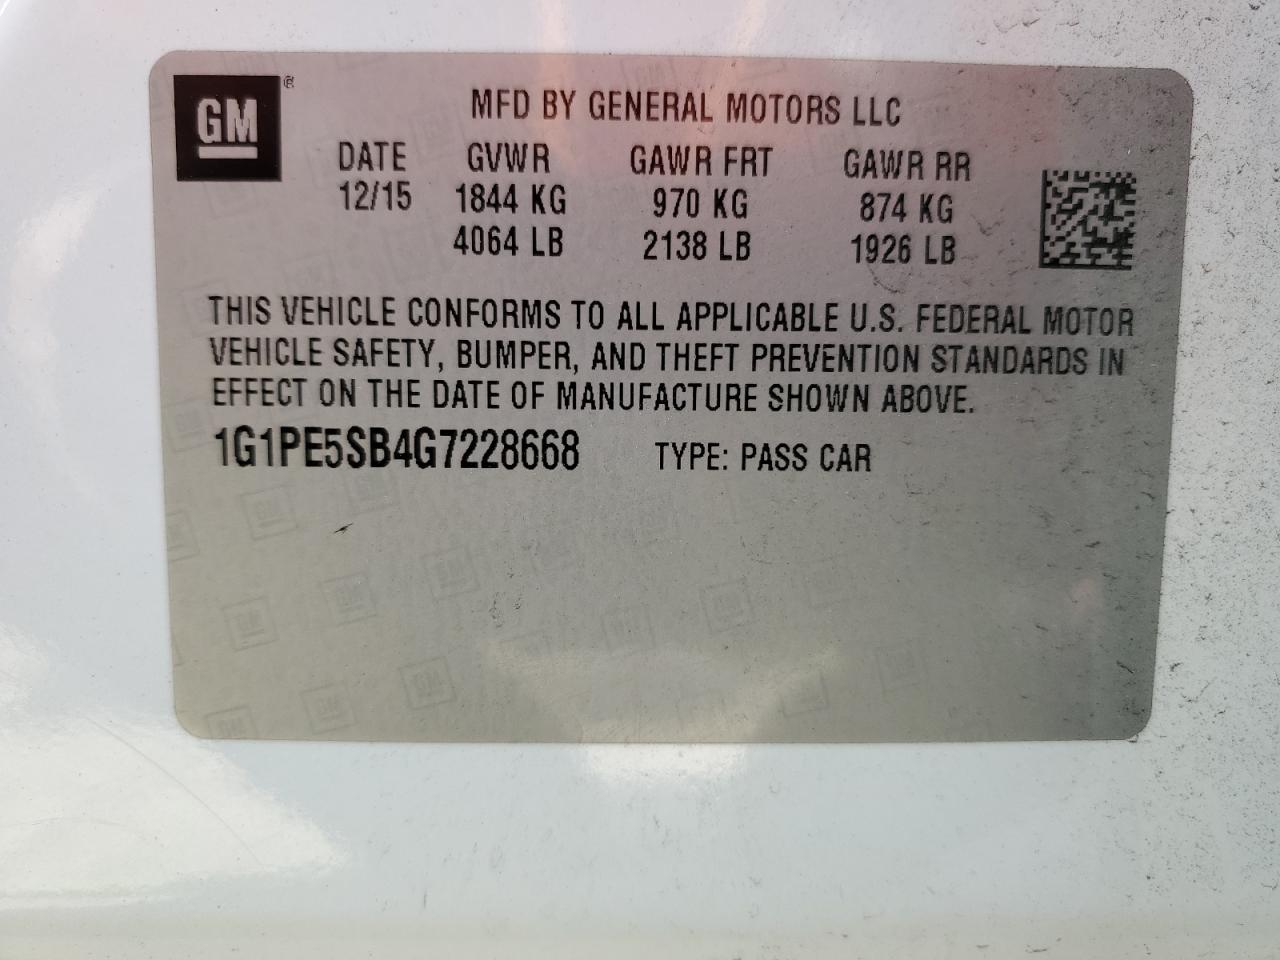 GM ®
MFD BY GENERAL MOTORS LLC
DATE GVWR GAWR FRT GAWR RR
12/15 1844 KG 970 KG 874 KG
4064 LB 2138 LB 1926 LB
THIS VEHICLE CONFORMS TO ALL APPLICABLE U.S. FEDERAL MOTOR
VEHICLE SAFETY, BUMPER, AND THEFT PREVENTION STANDARDS IN
EFFECT ON THE DATE OF MANUFACTURE SHOWN ABOVE.
1G1PE5SB4G7228668 TYPE: PASS CAR